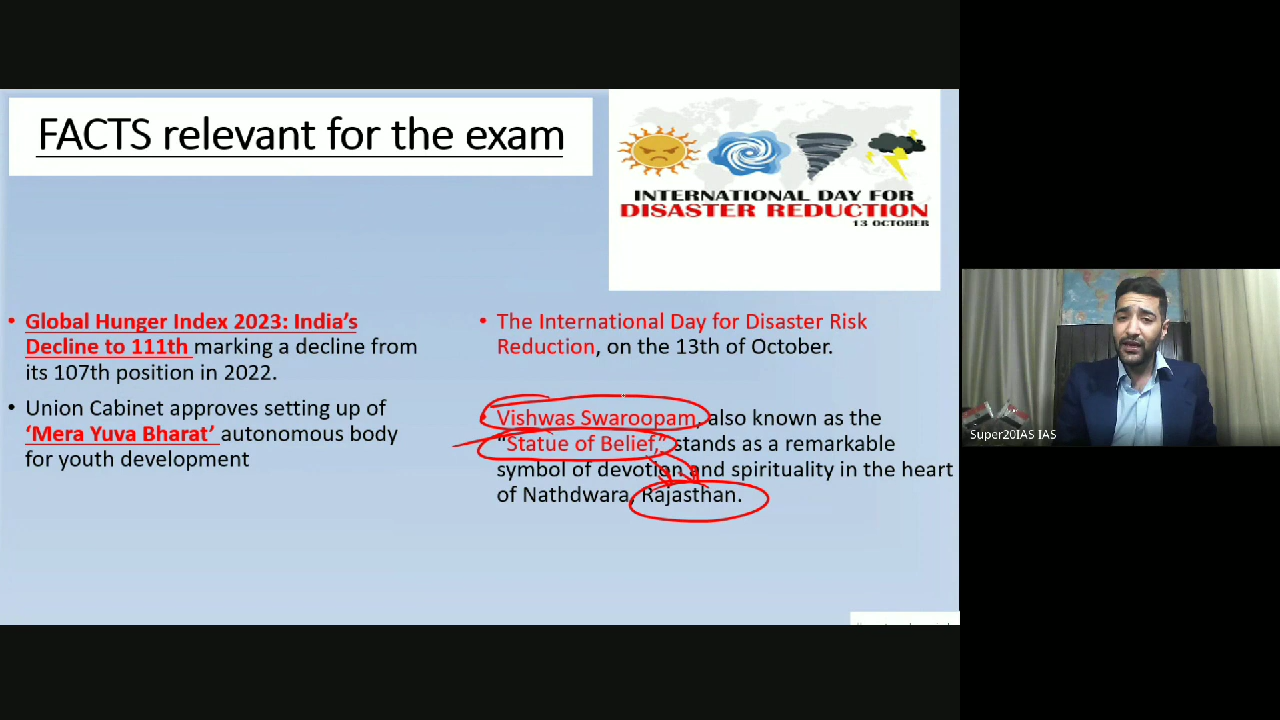 FACTS relevant for the exam
INTERNATIONAL DAY FOR
DISASTER REDUCTION
13 OCTOBER
• Global Hunger Index 2023: India's
Decline to 111th marking a decline from
its 107th position in 2022.
• Union Cabinet approves setting up of
'Mera Yuva Bharat' autonomous body
for youth development
• The International Day for Disaster Risk
Reduction, on the 13th of October.
• Vishwas Swaroopam, also known as the
"Statue of Belief," stands as a remarkable
symbol of devotion and spirituality in the heart
of Nathdwara, Rajasthan.
Super20IAS IAS